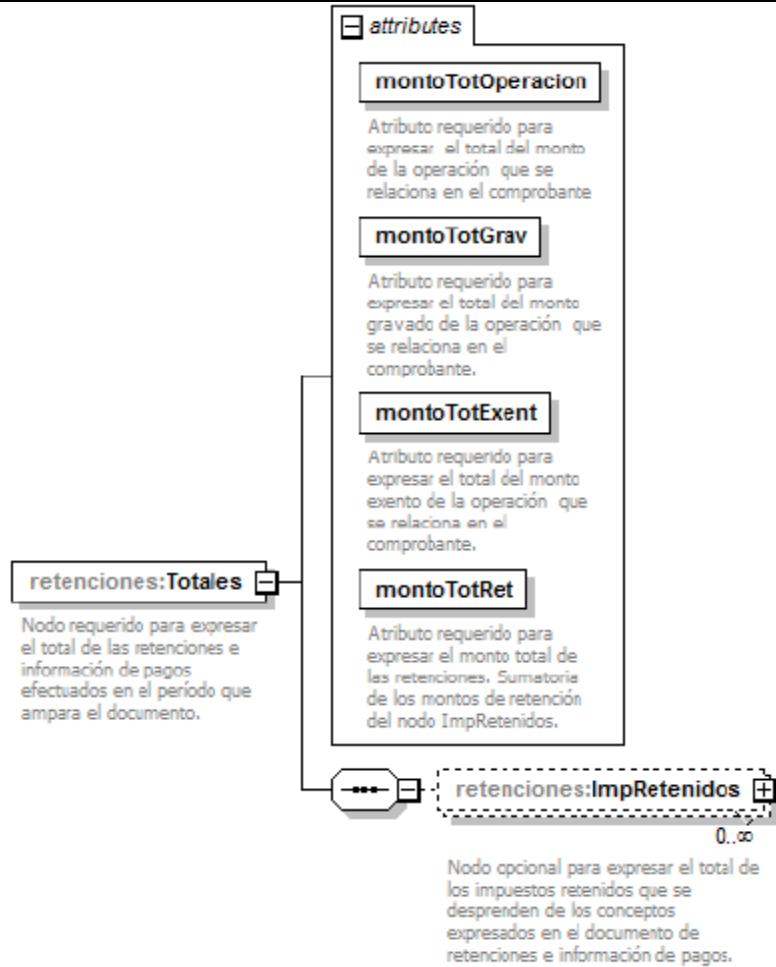 attributes
montoTotOperacion
Atributo requerido para
expresar el total del monto
de la operación que se
relaciona en el comprobante
montoTotGrav
Atributo requerido para
expresar el total del monto
gravado de la operación que
se relaciona en el
comprobante.
montoTotExent
Atributo requerido para
expresar el total del monto
exento de la operación que
se relaciona en el
comprobante.
montoTotRet
Atributo requerido para
expresar el monto total de
las retenciones. Sumatoria
de los montos de retención
del nodo ImpRetenidos.
retenciones:Totales
Nodo requerido para expresar
el total de las retenciones e
información de pagos
efectuados en el período que
ampara el documento.
retenciones:ImpRetenidos
0..∞
Nodo opcional para expresar el total de
los impuestos retenidos que se
desprenden de los conceptos
expresados en el documento de
retenciones e información de pagos.